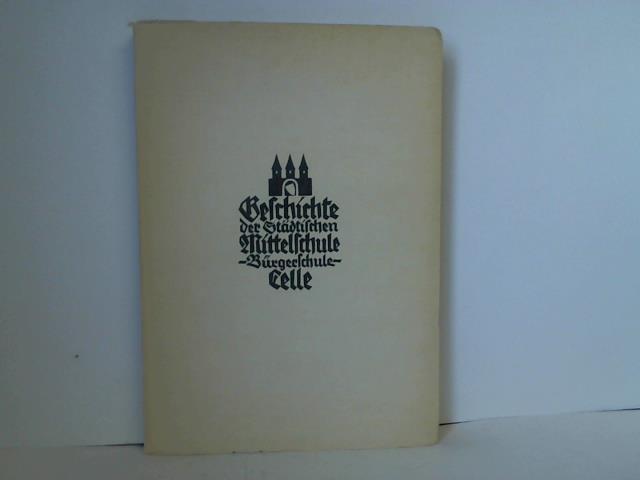 Geschichte
der Städtischen
Mittelschule
-Bürgerschule-
Celle